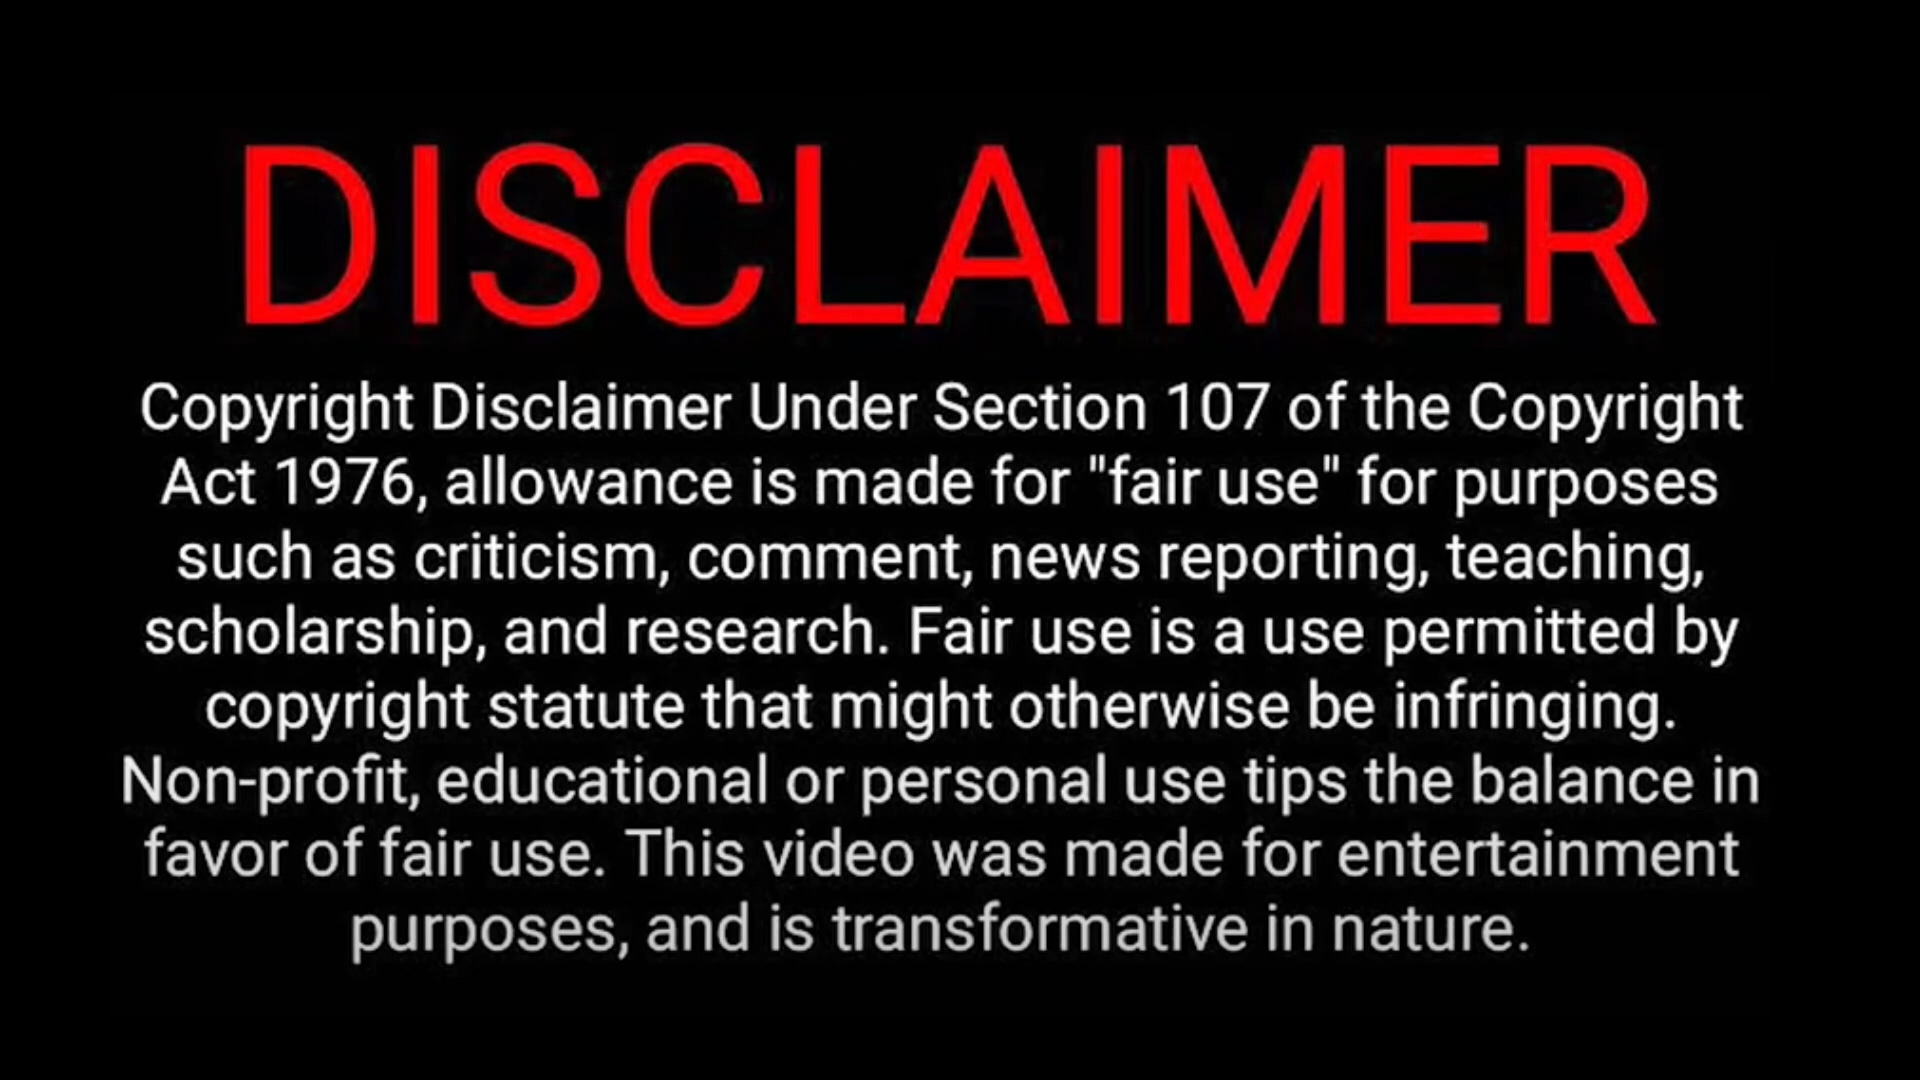 DISCLAIMER
Copyright Disclaimer Under Section 107 of the Copyright
Act 1976, allowance is made for "fair use" for purposes
such as criticism, comment, news reporting, teaching,
scholarship, and research. Fair use is a use permitted by
copyright statute that might otherwise be infringing.
Non-profit, educational or personal use tips the balance in
favor of fair use. This video was made for entertainment
purposes, and is transformative in nature.